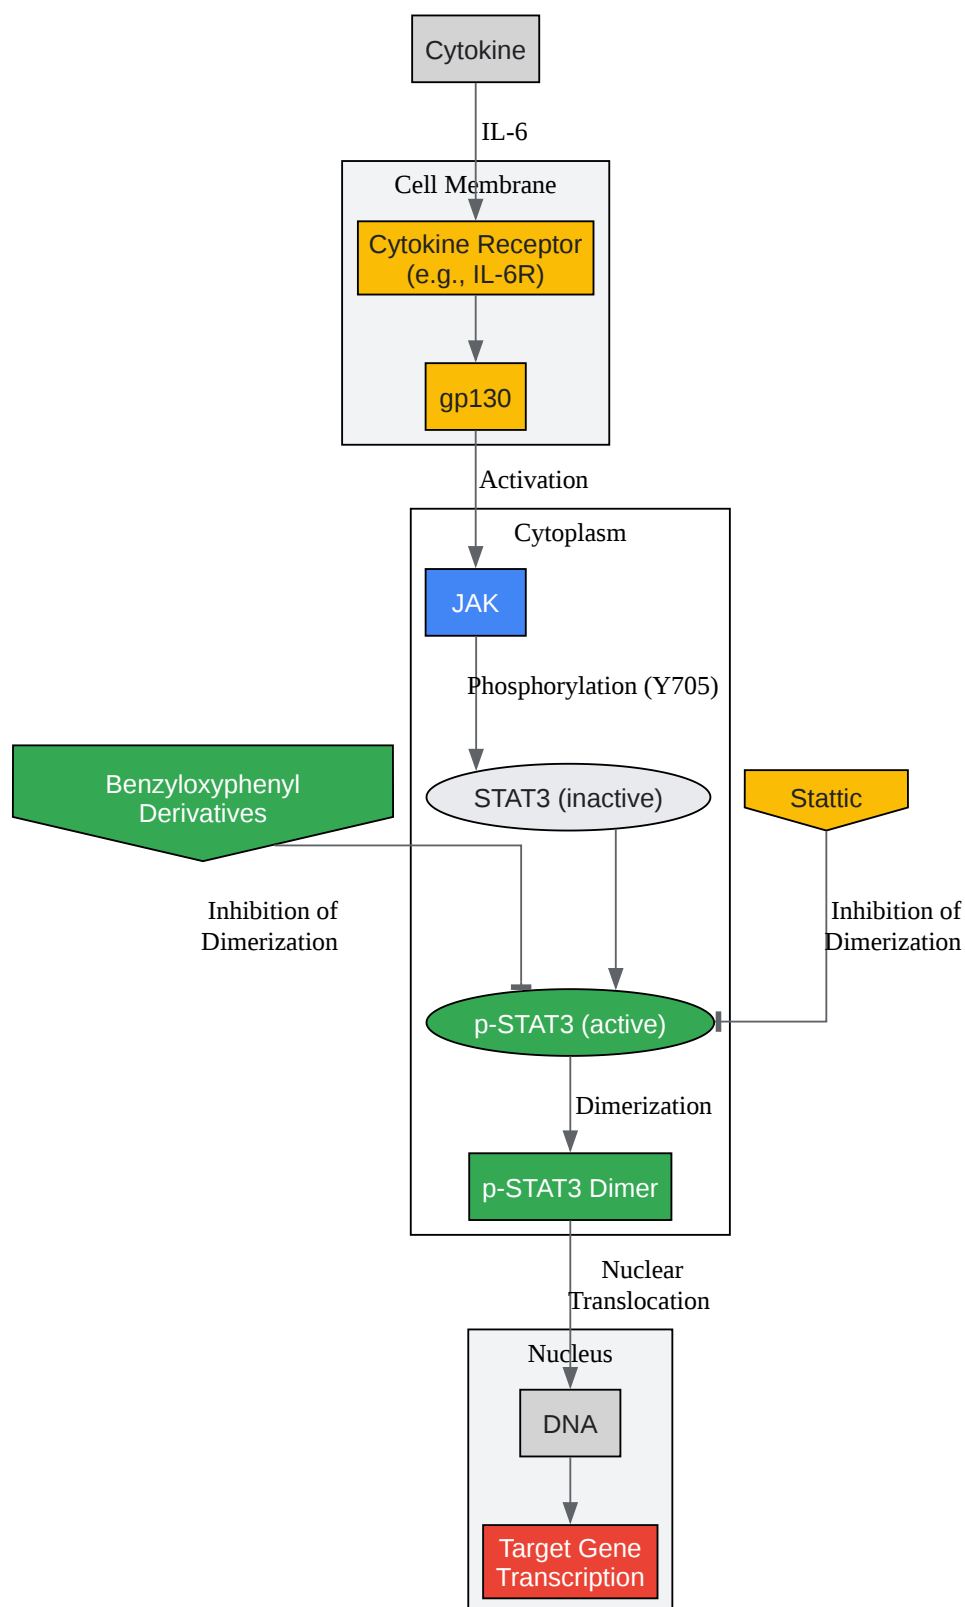 Cytokine
IL-6
Cell Membrane
Cytokine Receptor
(e.g., IL-6R)
gp130
Activation
Cytoplasm
JAK
Phosphorylation (Y705)
Benzyloxyphenyl
Derivatives
STAT3 (inactive)
Stattic
Inhibition of
Dimerization
Inhibition of
Dimerization
p-STAT3 (active)
Dimerization
p-STAT3 Dimer
Nuclear
Translocation
Nucleus
DNA
Target Gene
Transcription